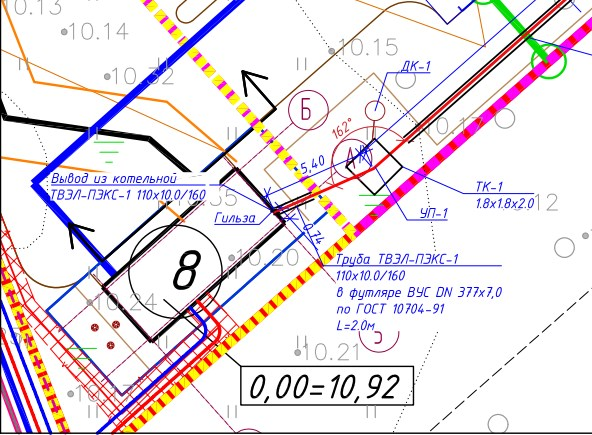 10.13
10.14
10.15
10.32
ДК-1
Б
162°
5,40
10.17
Вывод из котельной
ТВЭЛ-ПЭКС-1 110х10.0/160
ТК-1
1.8х1.8х2.0
12
УП-1
Гильза
0,74
10.20
Труба ТВЭЛ-ПЭКС-1
110х10.0/160
в футляре ВУС DN 377х7,0
по ГОСТ 10704-91
L=2.0м
8
10.24
10.21
0,00=10,92